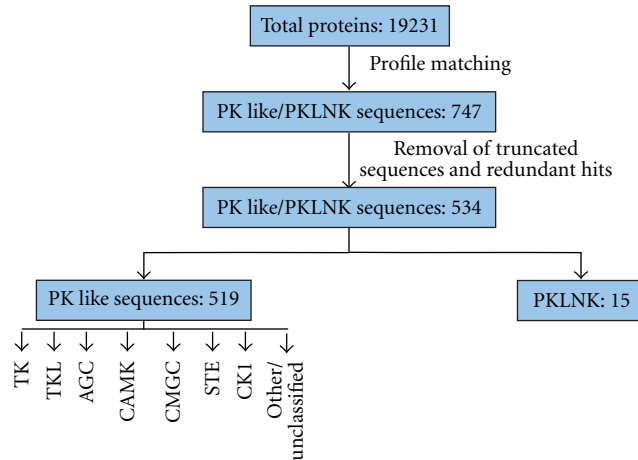 Total proteins: 19231
Profile matching
PK like/PKLNK sequences: 747
Removal of truncated
sequences and redundant hits
PK like/PKLNK sequences: 534
PK like sequences: 519
PKLNK: 15
TK
TKL
AGC
CAMK
CMGC
STE
CK1
Other/
unclassified